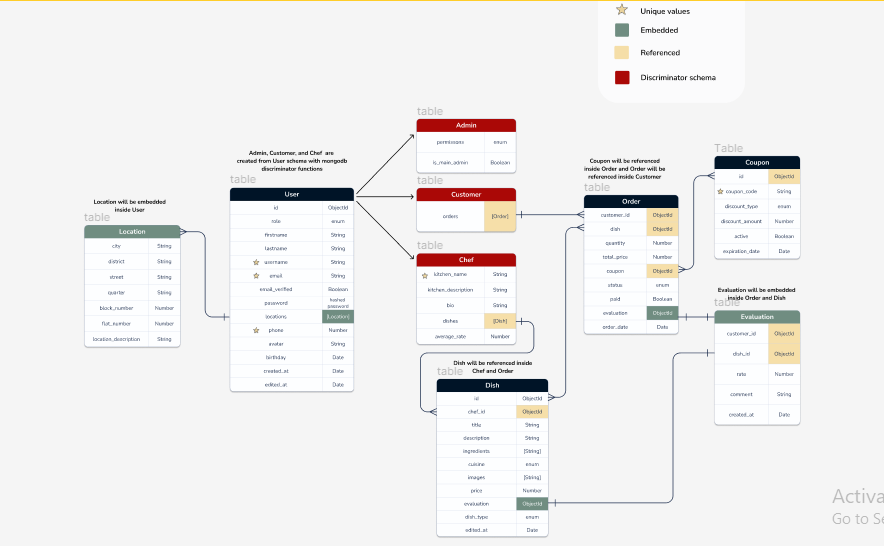 Unique values
Embedded
Referenced
Discriminator schema
table
Admin
permissions enum
is_main_admin Boolean
Admin, Customer, and Chef are
created from User schema with mongodb
discriminator functions
table
User
id ObjectId
role enum
firstname String
lastname String
username String
email String
email_verified Boolean
password hashed
password
locations [Location]
phone Number
avatar String
birthday Date
created_at Date
edited_at Date
Location will be embedded
inside User
table
Location
city String
district String
street String
quarter String
block_number Number
flat_number Number
location_description String
table
Customer
orders [Order]
table
Chef
kitchen_name String
kitchen_description String
bio String
dishes [Dish]
average_rate Number
Dish will be referenced inside
Chef and Order
table
Dish
id ObjectId
chef_id ObjectId
title String
description String
ingredients [String]
cuisine enum
images [String]
price Number
evaluation ObjectId
dish_type enum
edited_at Date
Coupon will be referenced
inside Order and Order will be
referenced inside Customer
table
Order
customer_id ObjectId
dish ObjectId
quantity Number
total_price Number
coupon ObjectId
status enum
paid Boolean
evaluation ObjectId
order_date Date
Table
Coupon
id ObjectId
coupon_code String
discount_type enum
discount_amount Number
active Boolean
expiration_date Date
Evaluation will be embedded
inside Order and Dish
table
Evaluation
customer_id ObjectId
dish_id ObjectId
rate Number
comment String
created_at Date
Activa
Go to Se